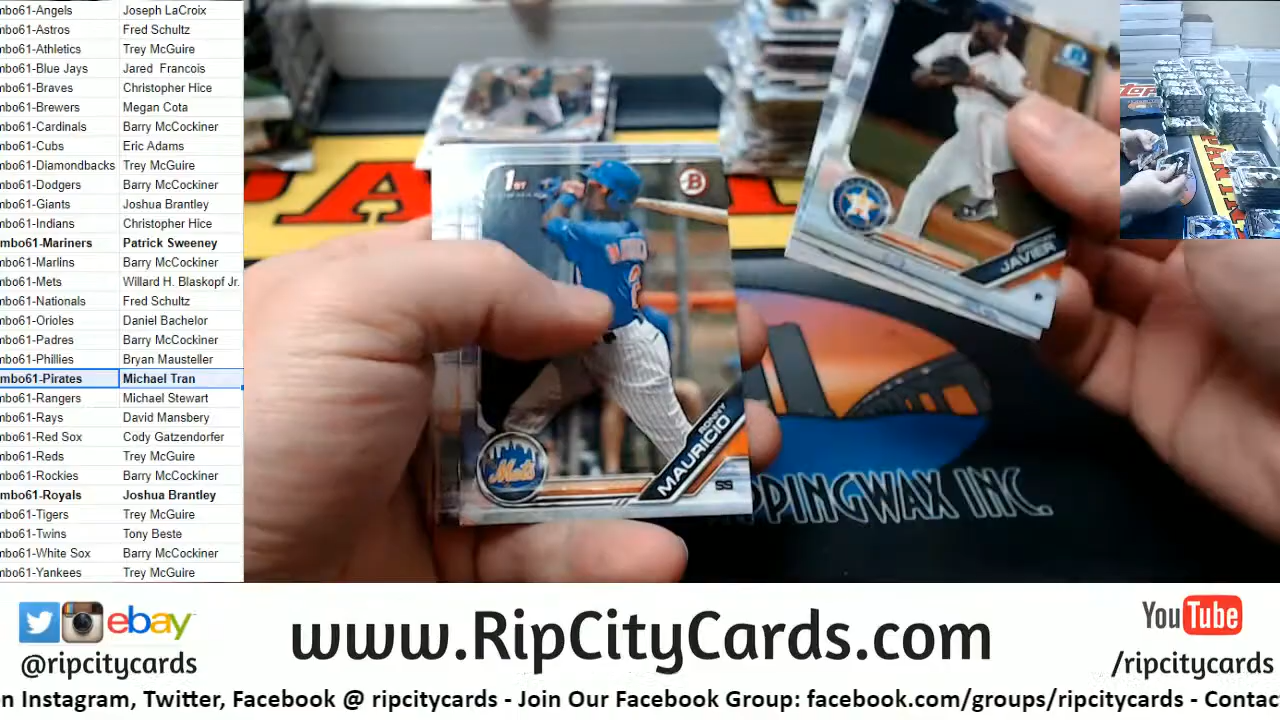 mbo61-Angels Joseph LaCroix
mbo61-Astros Fred Schultz
mbo61-Athletics Trey McGuire
mbo61-Blue Jays Jared Francois
mbo61-Braves Christopher Hice
mbo61-Brewers Megan Cota
mbo61-Cardinals Barry McCockiner
mbo61-Cubs Eric Adams
mbo61-Diamondbacks Trey McGuire
mbo61-Dodgers Barry McCockiner
mbo61-Giants Joshua Brantley
mbo61-Indians Christopher Hice
mbo61-Mariners Patrick Sweeney
mbo61-Marlins Barry McCockiner
mbo61-Mets Willard H. Blaskopf Jr.
mbo61-Nationals Fred Schultz
mbo61-Orioles Daniel Bachelor
mbo61-Padres Barry McCockiner
mbo61-Phillies Bryan Mausteller
mbo61-Pirates Michael Tran
mbo61-Rangers Michael Stewart
mbo61-Rays David Mansbery
mbo61-Red Sox Cody Gatzendorfer
mbo61-Reds Trey McGuire
mbo61-Rockies Barry McCockiner
mbo61-Royals Joshua Brantley
mbo61-Tigers Trey McGuire
mbo61-Twins Tony Beste
mbo61-White Sox Barry McCockiner
mbo61-Yankees Trey McGuire
1ST
B
JAVIER
Mets
RONNY
MAURICIO
SS
PPINGWAX INC.
ebay
@ripcitycards
www.RipCityCards.com
YouTube
/ripcitycards
n Instagram, Twitter, Facebook @ ripcitycards - Join Our Facebook Group: facebook.com/groups/ripcitycards - Contac